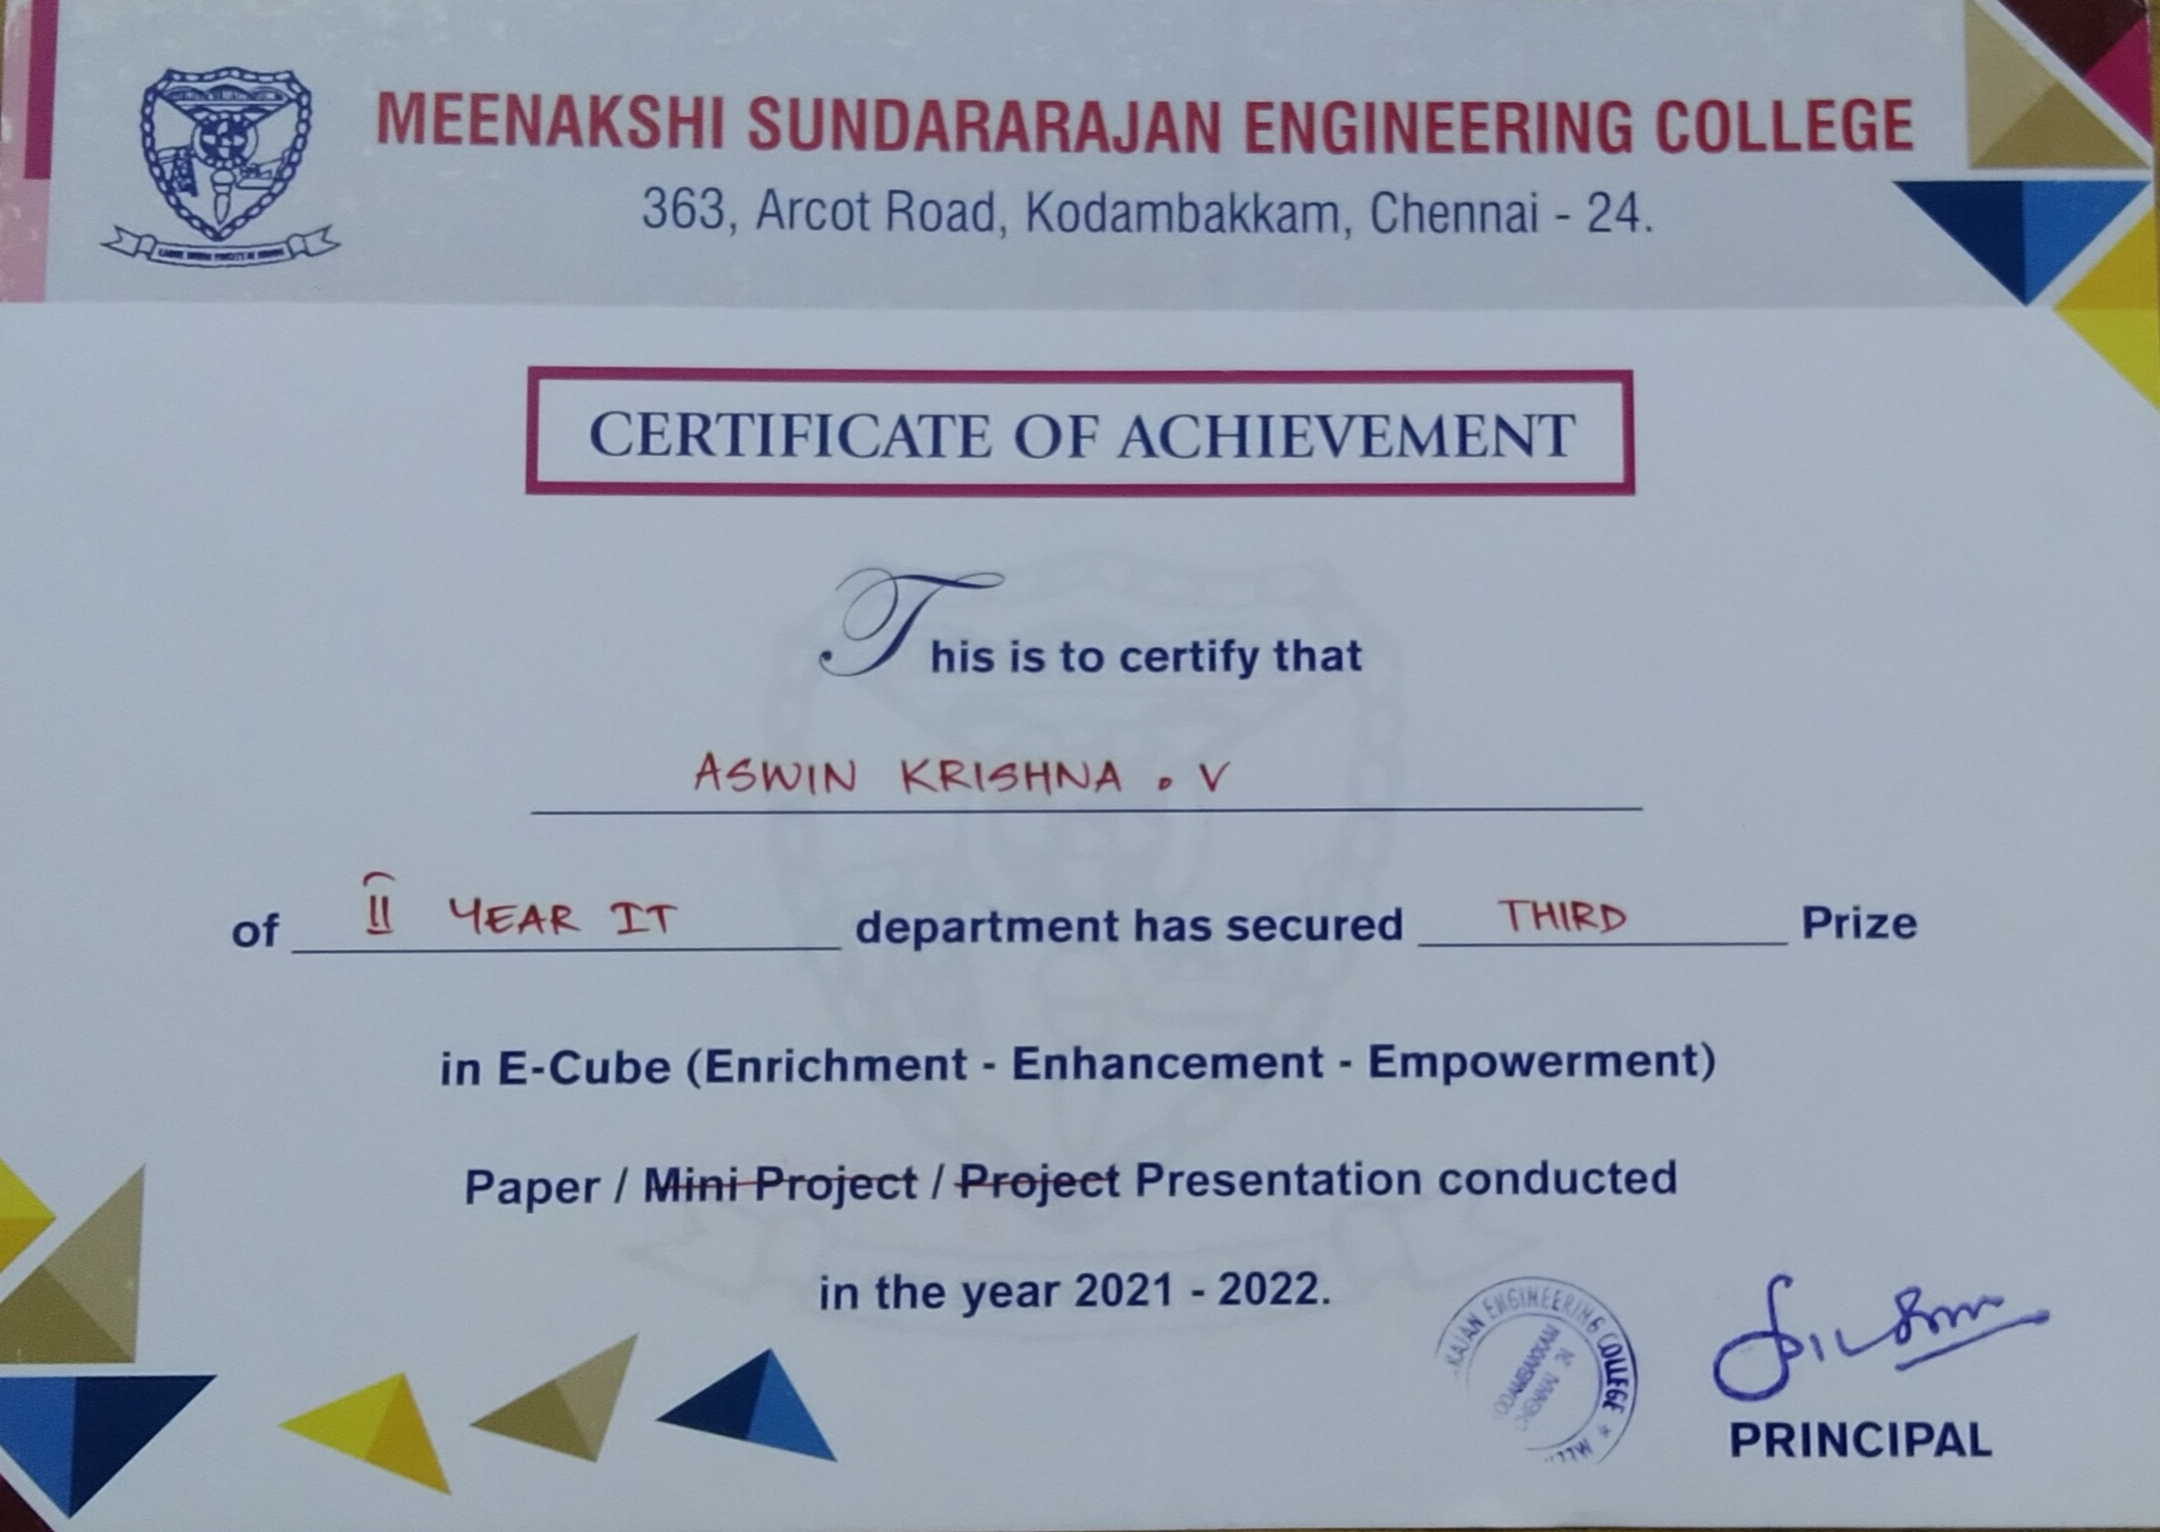 MEENAKSHI SUNDARARAJAN ENGINEERING COLLEGE
363, Arcot Road, Kodambakkam, Chennai - 24.
CERTIFICATE OF ACHIEVEMENT
This is to certify that
ASWIN KRISHNA . V
of II YEAR IT department has secured THIRD Prize
in E-Cube (Enrichment - Enhancement - Empowerment)
Paper / Mini Project / Project Presentation conducted
in the year 2021 - 2022.
ENGINEERING COLLEGE *
CHENNAI 24
PRINCIPAL